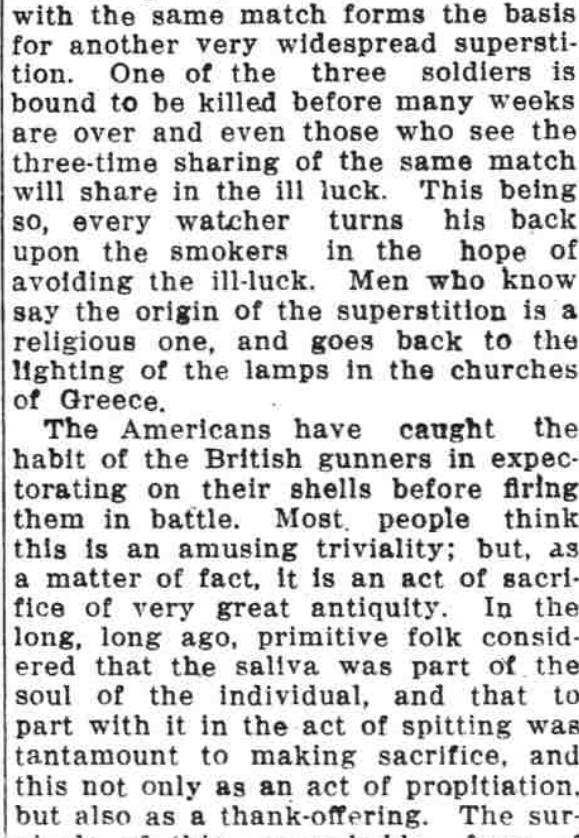 with the same match forms the basis
for another very widespread supersti-
tion. One of the three soldiers is
bound to be killed before many weeks
are over and even those who see the
three-time sharing of the same match
will share in the ill luck. This being
so, every watcher turns his back
upon the smokers in the hope of
avoiding the ill-luck. Men who know
say the origin of the superstition is a
religious one, and goes back to the
lighting of the lamps in the churches
of Greece.
The Americans have caught the
habit of the British gunners in expec-
torating on their shells before firing
them in battle. Most people think
this is an amusing triviality; but, as
a matter of fact, it is an act of sacri-
fice of very great antiquity. In the
long, long ago, primitive folk consid-
ered that the saliva was part of the
soul of the individual, and that to
part with it in the act of spitting was
tantamount to making sacrifice, and
this not only as an act of propitiation,
but also as a thank-offering. The sur-